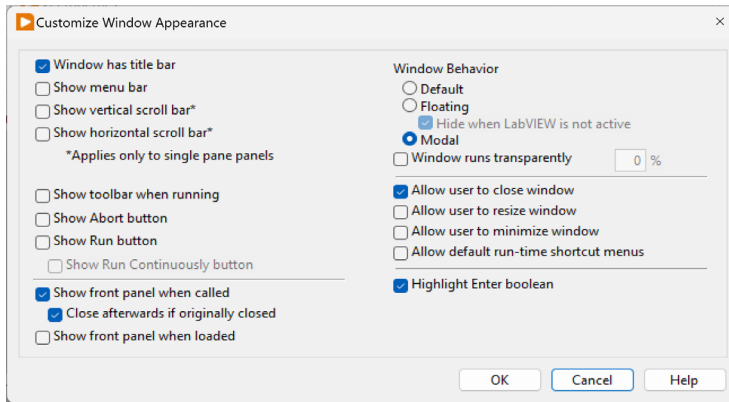 Customize Window Appearance
Window has title bar
Show menu bar
Show vertical scroll bar*
Show horizontal scroll bar*
*Applies only to single pane panels
Show toolbar when running
Show Abort button
Show Run button
Show Run Continuously button
Show front panel when called
Close afterwards if originally closed
Show front panel when loaded
Window Behavior
Default
Floating
Hide when LabVIEW is not active
Modal
Window runs transparently
0 %
Allow user to close window
Allow user to resize window
Allow user to minimize window
Allow default run-time shortcut menus
Highlight Enter boolean
OK
Cancel
Help